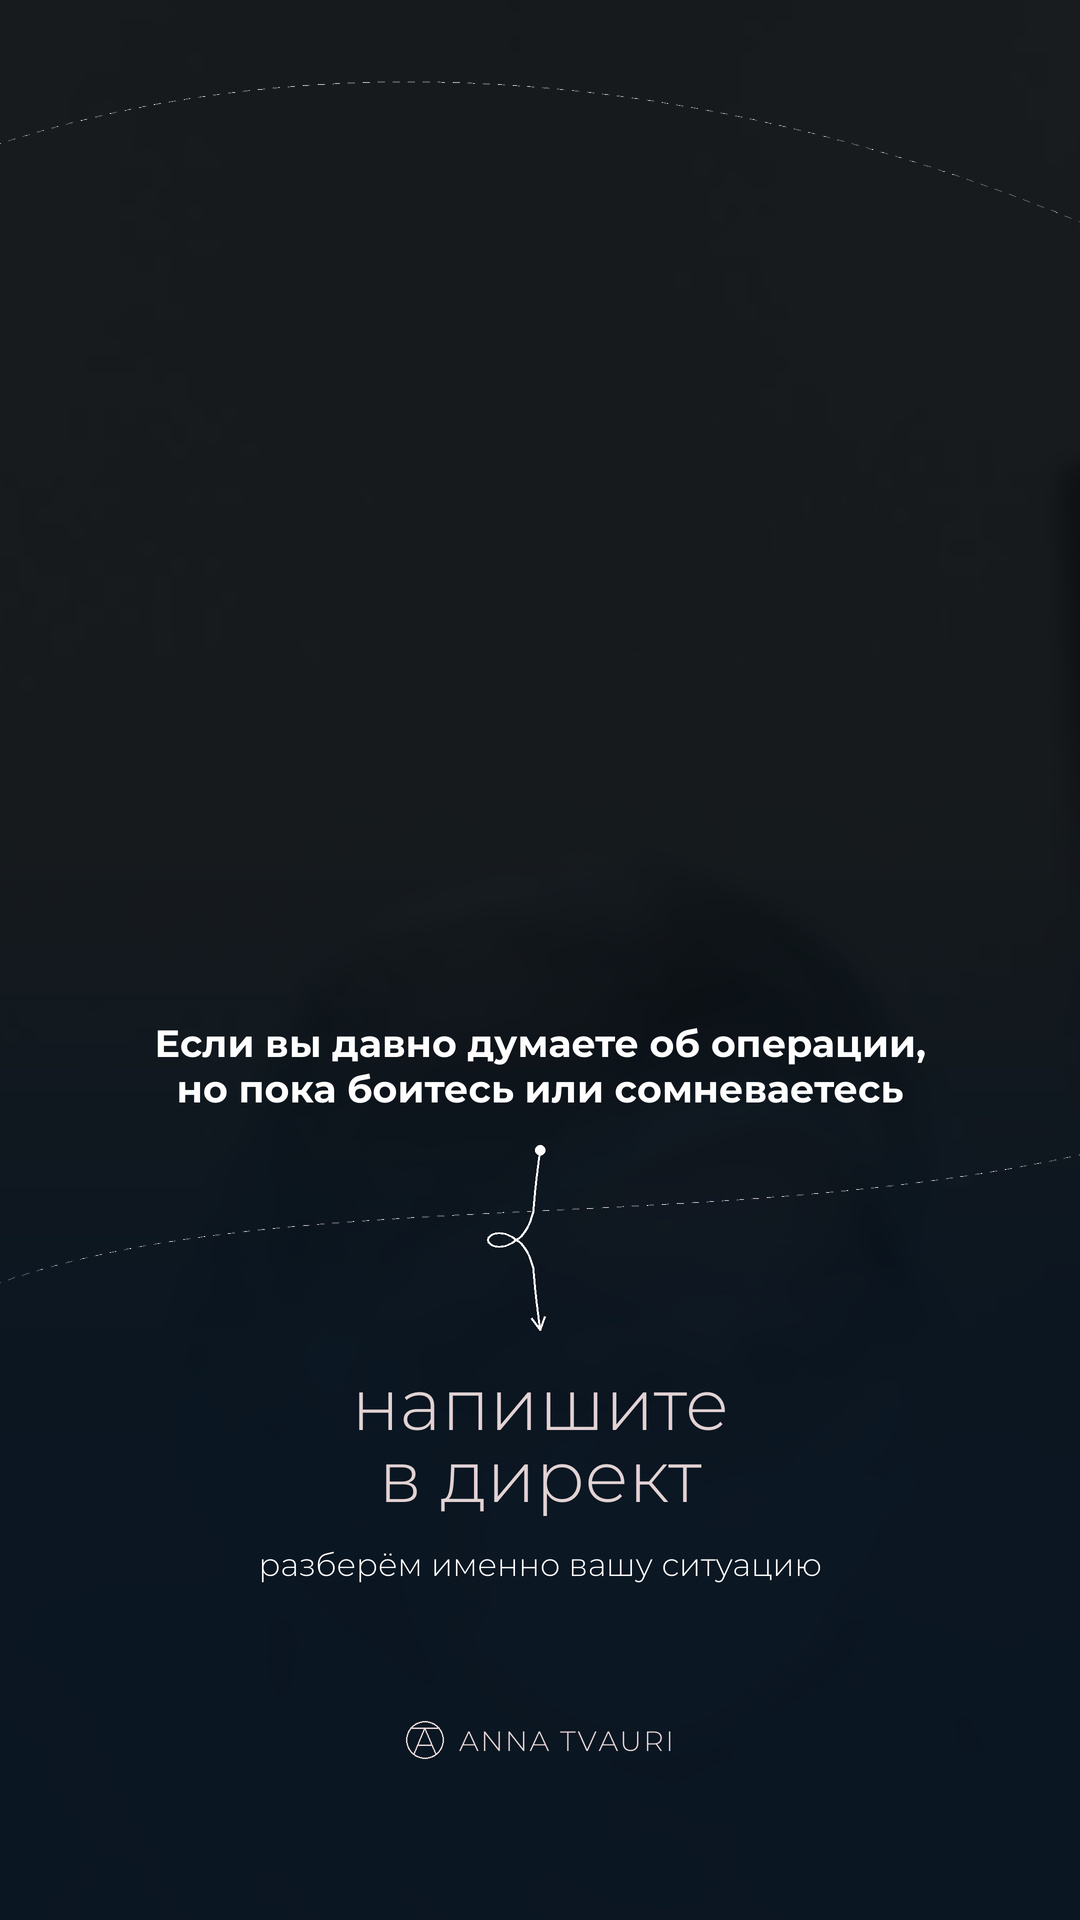 Если вы давно думаете об операции,
но пока боитесь или сомневаетесь
напишите
в директ
разберём именно вашу ситуацию
ANNA TVAURI